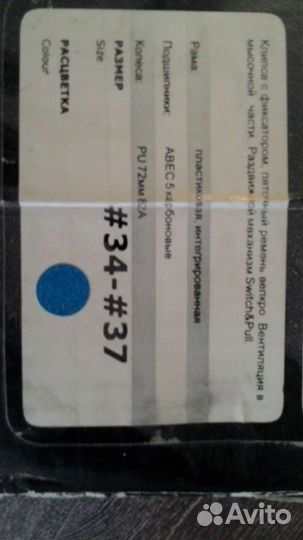 Клипса с фиксатором, пяточный ремень велкро. Вентиляция в
мысочной части. Раздвижной механизм Switch&Pull
Рама: пластиковая, интегрированная
Подшипники: ABEC 5 карбоновые
Колеса: PU 72мм 82A
РАЗМЕР #34-#37
Size
РАСЦВЕТКА
Colour
Avito